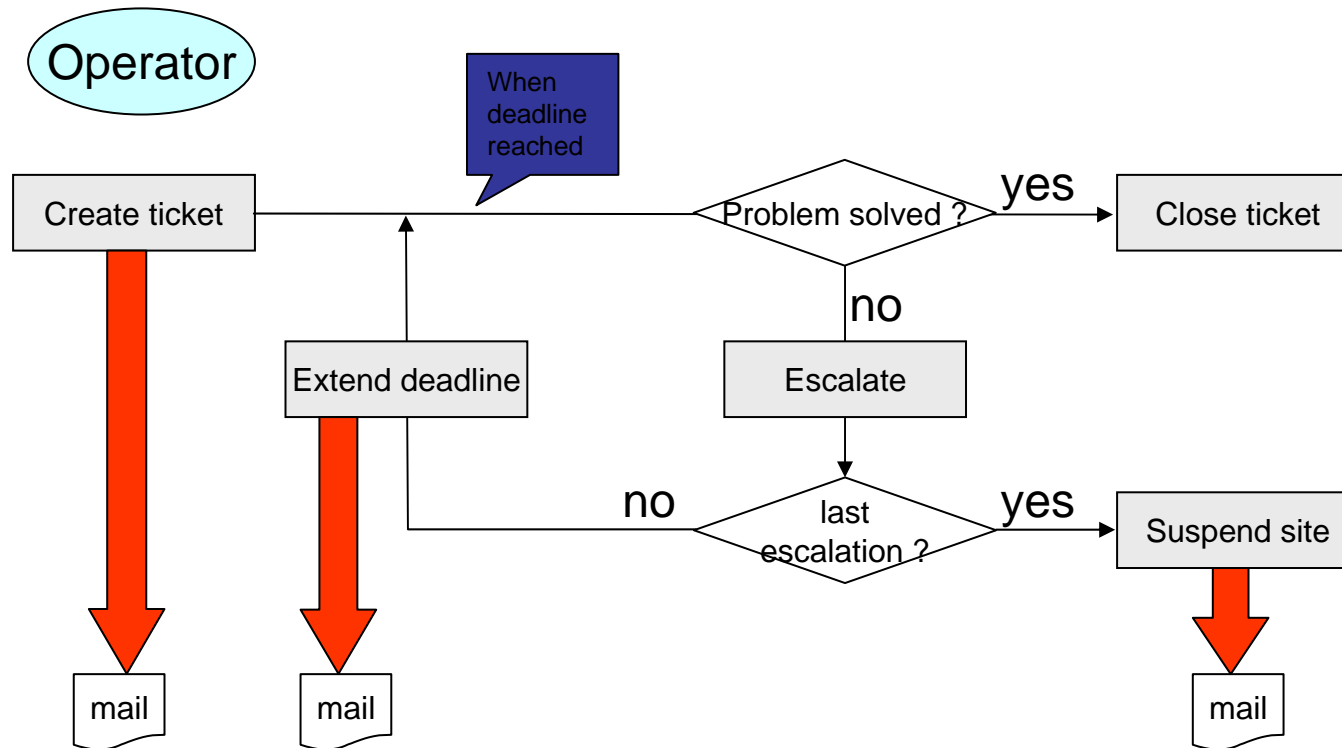 Operator
When
deadline
reached
Create ticket
Problem solved ?
yes
Close ticket
no
Extend deadline
Escalate
no
last
escalation ?
yes
Suspend site
mail
mail
mail